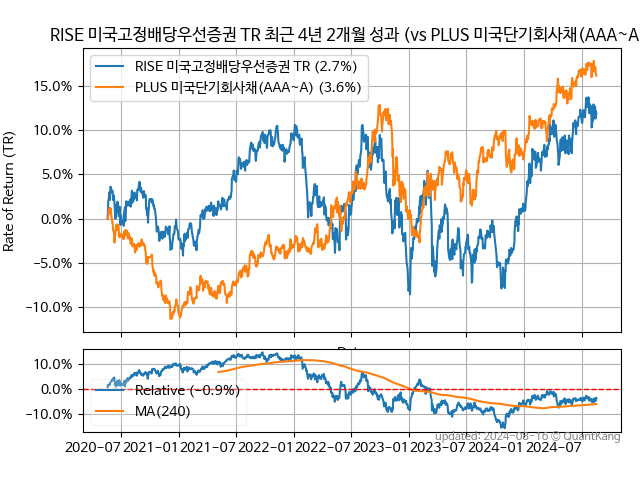 RISE 미국고정배당우선증권 TR 최근 4년 2개월 성과 (vs PLUS 미국단기회사채(AAA~A
RISE 미국고정배당우선증권 TR (2.7%)
PLUS 미국단기회사채(AAA~A) (3.6%)
Rate of Return (TR)
15.0%
10.0%
5.0%
0.0%
−5.0%
−10.0%
10.0%
0.0%
−10.0%
Relative (−0.9%)
MA(240)
updated: 2024-08-16 © QuantKang
2020-07 2021-01 2021-07 2022-01 2022-07 2023-01 2023-07 2024-01 2024-07